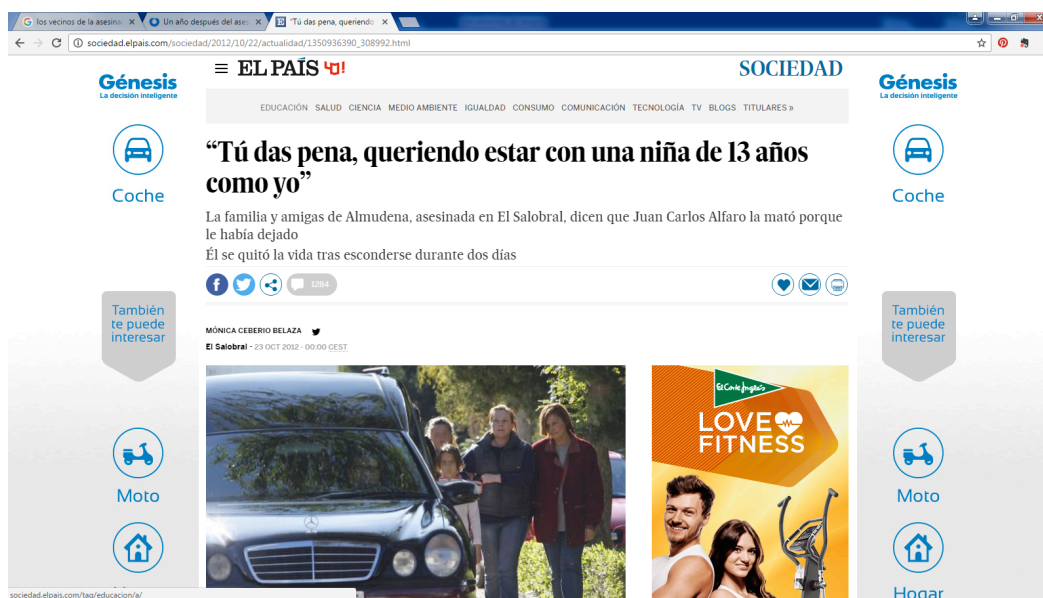 los vecinos de la asesina
Un año después del ase
"Tú das pena, queriendo
sociedad.elpais.com/sociedad/2012/10/22/actualidad/1350936390_308992.html
Génesis
La decisión inteligente
Coche
También
te puede
interesar
Moto
EL PAÍS
SOCIEDAD
EDUCACIÓN SALUD CIENCIA MEDIO AMBIENTE IGUALDAD CONSUMO COMUNICACIÓN TECNOLOGÍA TV BLOGS TITULARES »
“Tú das pena, queriendo estar con una niña de 13 años
como yo”
La familia y amigas de Almudena, asesinada en El Salobral, dicen que Juan Carlos Alfaro la mató porque
le había dejado
Él se quitó la vida tras esconderse durante dos días
1284
MÓNICA CEBERIO BELAZA
El Salobral - 23 OCT 2012 - 00:00 CEST
El Corte Inglés
LOVE
FITNESS
Génesis
La decisión inteligente
Coche
También
te puede
interesar
Moto
Hogar
sociedad.elpais.com/tag/educacion/a/